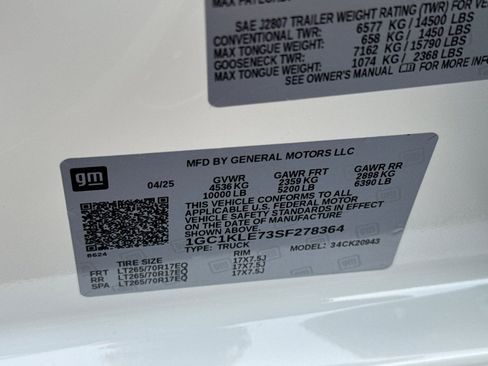 SAE J2807 TRAILER WEIGHT RATING (TWR) FOR
CONVENTIONAL TWR 6577 KG/14500 LBS
MAX TONGUE WEIGHT: 658 KG/ 1450 LBS
GOOSENECK TWR: 7162 KG/15790 LBS
MAX TONGUE WEIGHT: 1074 KG/ 2368 LBS
SEE OWNER'S MANUAL FOR MORE
gm
MFD BY GENERAL MOTORS LLC
04/25 GVWR GAWR FRT GAWR RR
4536 KG 2359 KG 2898 KG
10000 LB 5200 LB 6390 LB
THIS VEHICLE CONFORMS TO ALL APPLICABLE
U.S. FEDERAL MOTOR VEHICLE SAFETY
STANDARDS IN EFFECT ON THE
DATE OF MANUFACTURE SHOWN ABOVE.
1GC1KLE73SF278364
8624 TYPE: TRUCK MODEL: 34CK20943
TIRE SIZE RIM
FRT LT265/70R17EQ 17X7.5J
RR LT265/70R17EQ 17X7.5J
SPA LT265/70R17EQ 17X7.5J